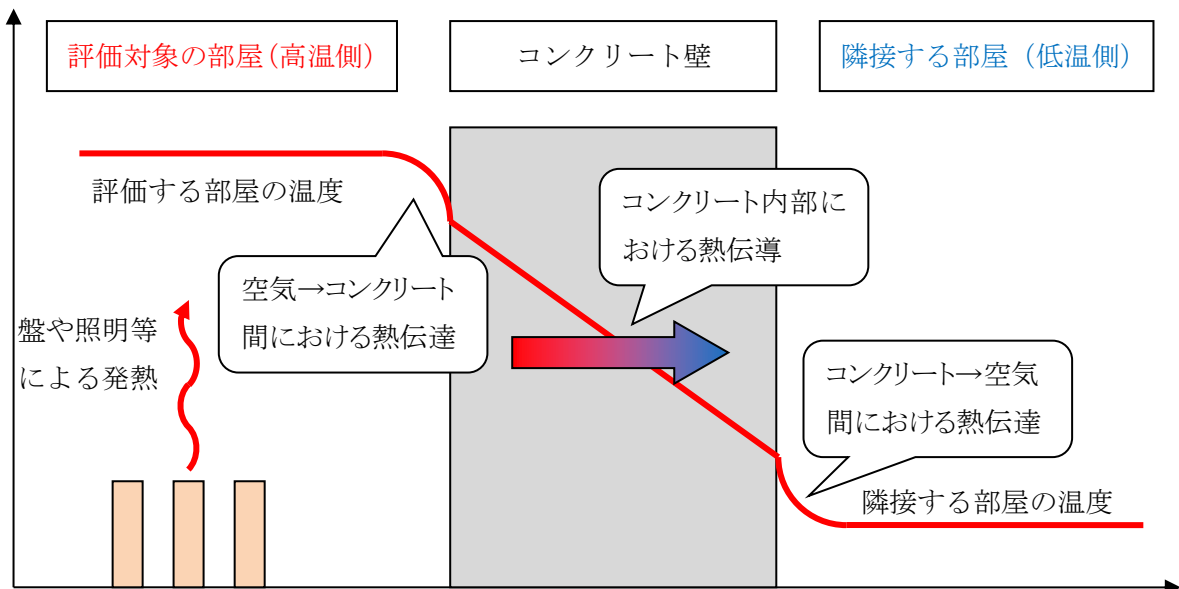 評価対象の部屋(高温側)
コンクリート壁
隣接する部屋（低温側）
評価する部屋の温度
コンクリート内部に
おける熱伝導
空気→コンクリート
間における熱伝達
盤や照明等
による発熱
コンクリート→空気
間における熱伝達
隣接する部屋の温度